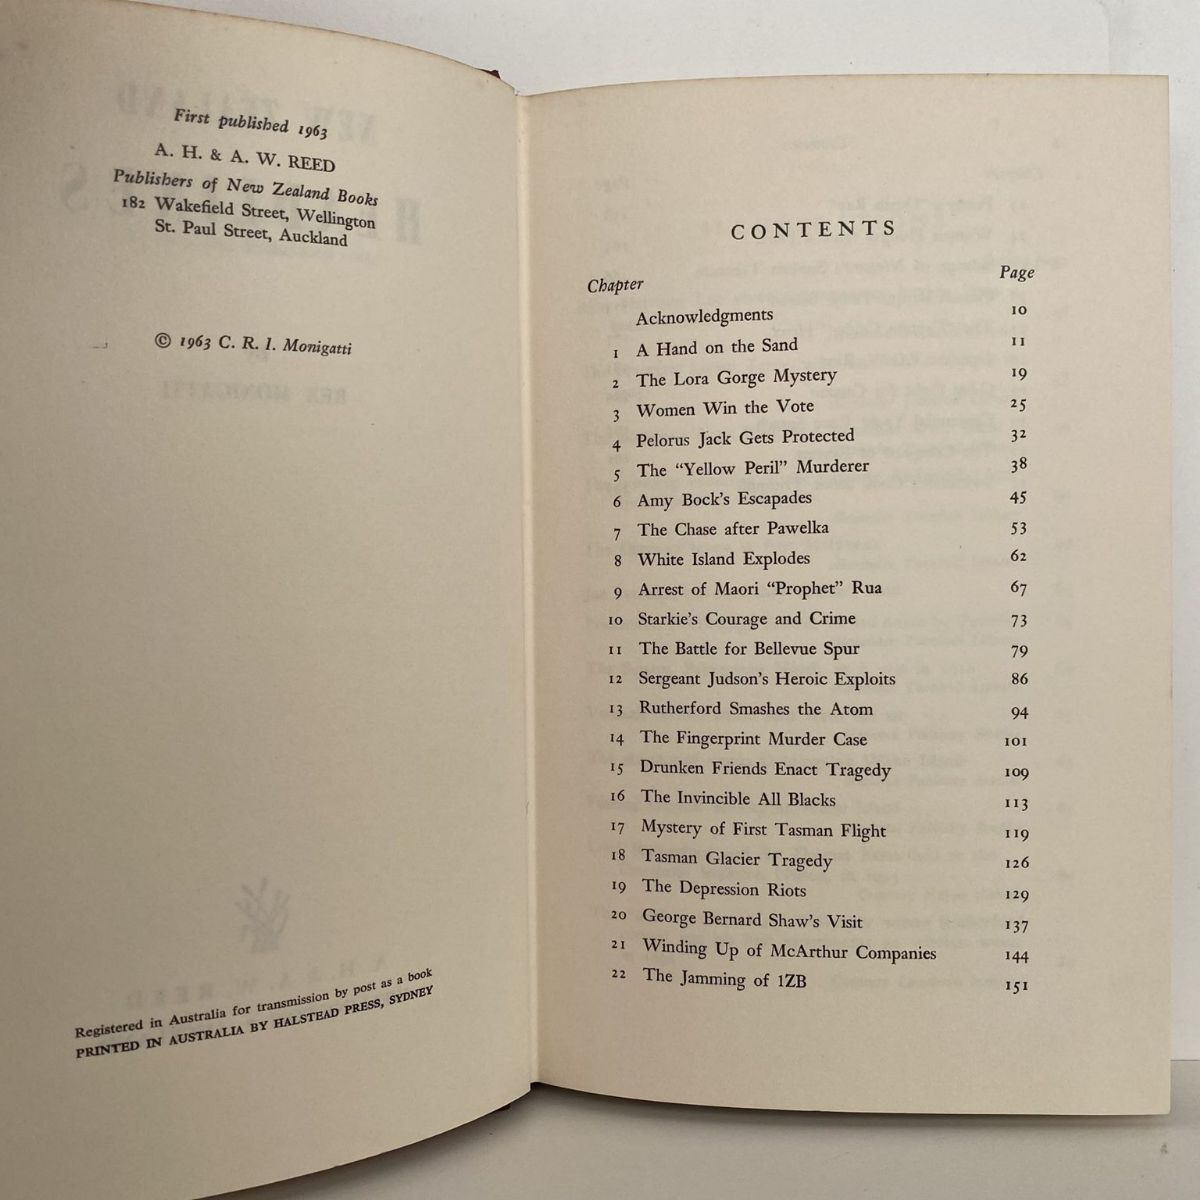 First published 1963
A. H. & A. W. REED
Publishers of New Zealand Books
182 Wakefield Street, Wellington
St. Paul Street, Auckland
© 1963 C. R. I. Monigatti
Registered in Australia for transmission by post as a book
PRINTED IN AUSTRALIA BY HALSTEAD PRESS, SYDNEY
CONTENTS
Chapter Page
Acknowledgments 10
1 A Hand on the Sand 11
2 The Lora Gorge Mystery 19
3 Women Win the Vote 25
4 Pelorus Jack Gets Protected 32
5 The "Yellow Peril" Murderer 38
6 Amy Bock's Escapades 45
7 The Chase after Pawelka 53
8 White Island Explodes 62
9 Arrest of Maori "Prophet" Rua 67
10 Starkie's Courage and Crime 73
11 The Battle for Bellevue Spur 79
12 Sergeant Judson's Heroic Exploits 86
13 Rutherford Smashes the Atom 94
14 The Fingerprint Murder Case 101
15 Drunken Friends Enact Tragedy 109
16 The Invincible All Blacks 113
17 Mystery of First Tasman Flight 119
18 Tasman Glacier Tragedy 126
19 The Depression Riots 129
20 George Bernard Shaw's Visit 137
21 Winding Up of McArthur Companies 144
22 The Jamming of 1ZB 151